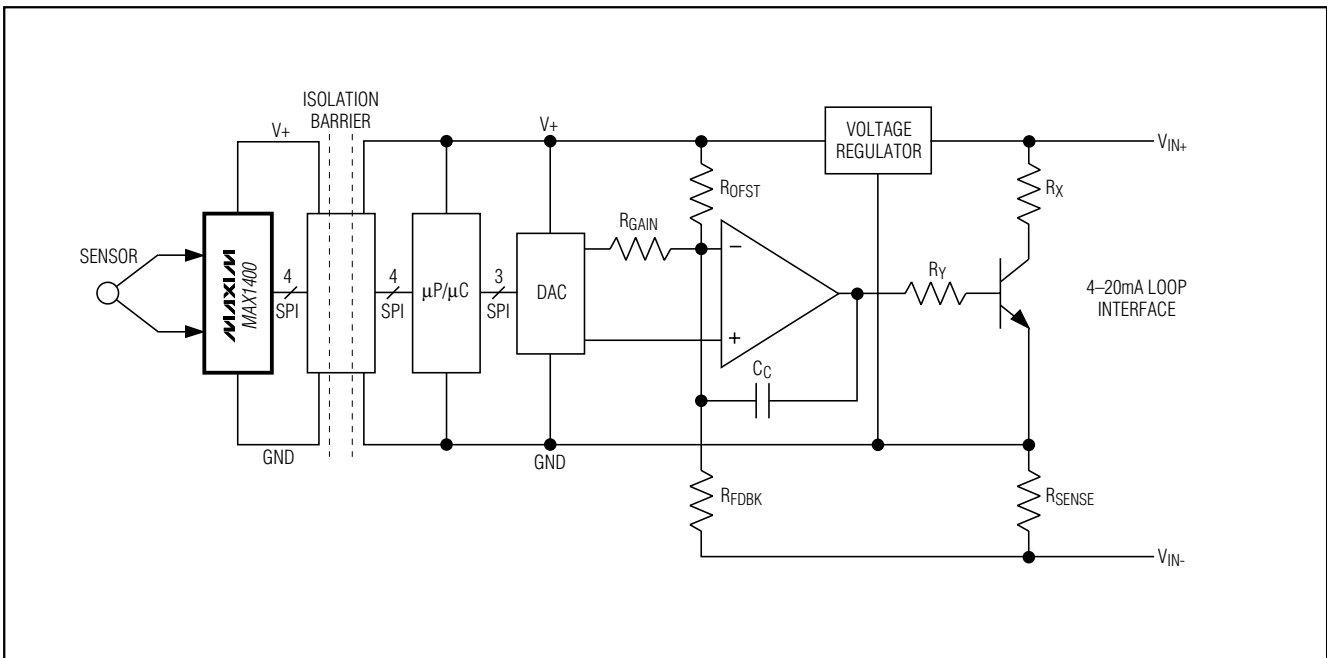 ISOLATION
BARRIER
V+
V+
VOLTAGE
REGULATOR
VIN+
ROFST
RX
RGAIN
SENSOR
MAXIM
MAX1400
4
SPI
4
SPI
µP/µC
3
SPI
DAC
−
+
RY
4–20mA LOOP
INTERFACE
CC
GND
GND
RFDBK
RSENSE
VIN-